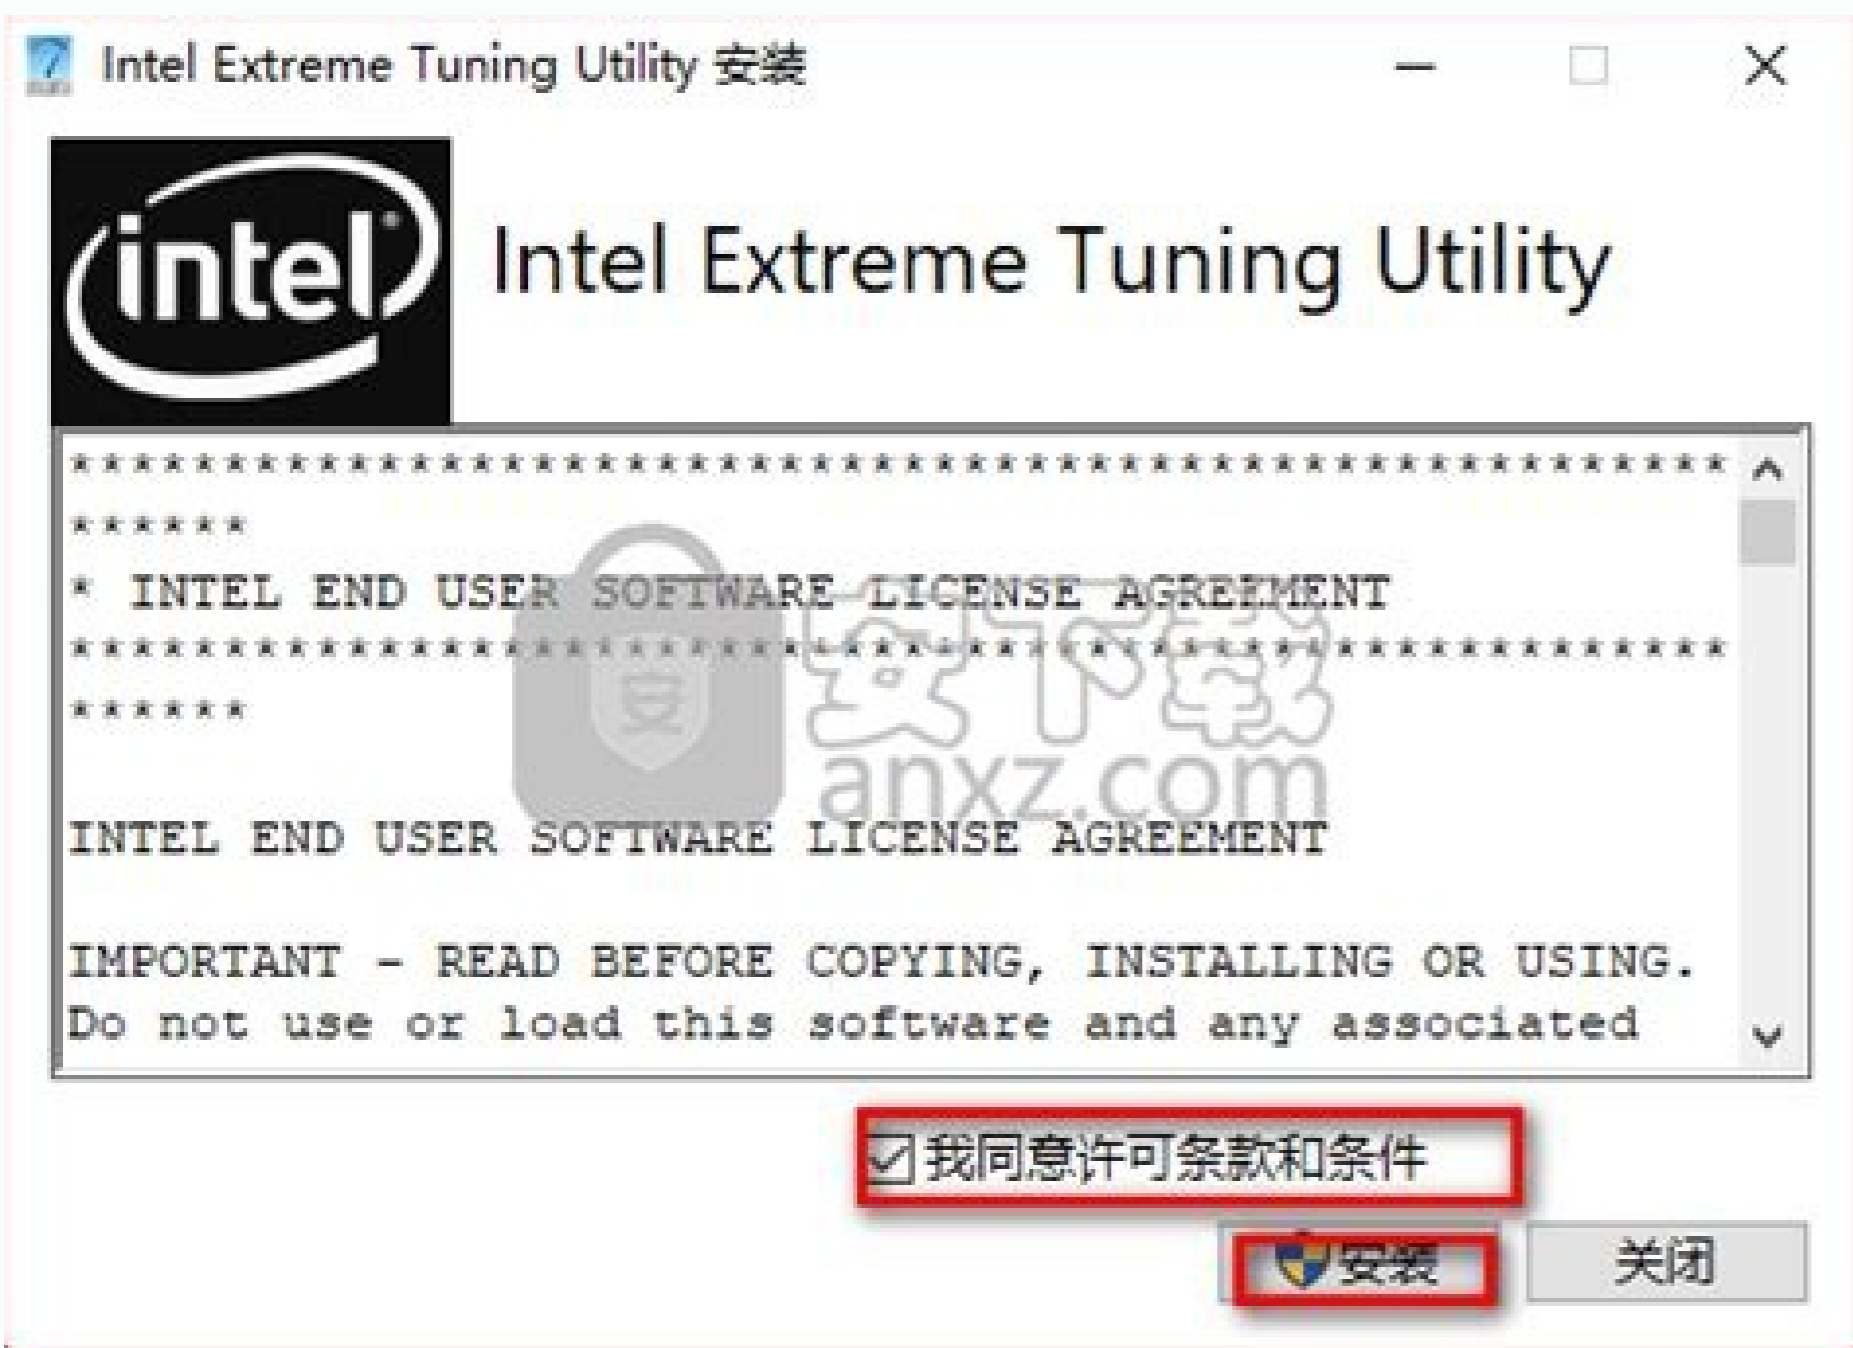 Intel Extreme Tuning Utility 安装
intel®
Intel Extreme Tuning Utility
******************************************************
******
* INTEL END USER SOFTWARE LICENSE AGREEMENT
******************************************************
******
安
安下载
anxz.com
INTEL END USER SOFTWARE LICENSE AGREEMENT
IMPORTANT - READ BEFORE COPYING, INSTALLING OR USING.
Do not use or load this software and any associated
我同意许可条款和条件
安装
关闭